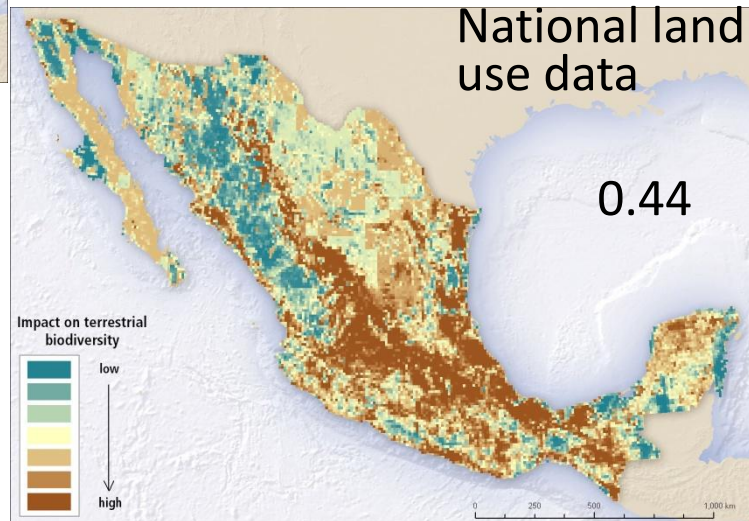 National land
use data
0.44
Impact on terrestrial
biodiversity
low
high
0 250 500 1,000 km